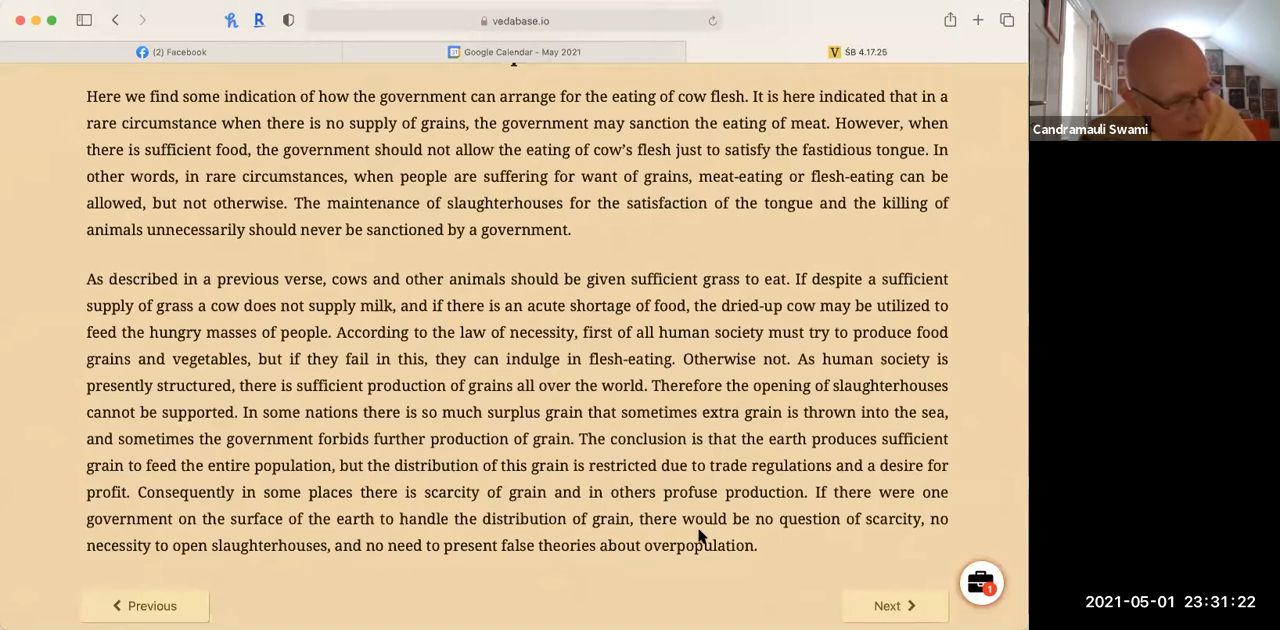 vedabase.io
(2) Facebook
Google Calendar - May 2021
V ŚB 4.17.25
Here we find some indication of how the government can arrange for the eating of cow flesh. It is here indicated that in a
rare circumstance when there is no supply of grains, the government may sanction the eating of meat. However, when
there is sufficient food, the government should not allow the eating of cow’s flesh just to satisfy the fastidious tongue. In
other words, in rare circumstances, when people are suffering for want of grains, meat-eating or flesh-eating can be
allowed, but not otherwise. The maintenance of slaughterhouses for the satisfaction of the tongue and the killing of
animals unnecessarily should never be sanctioned by a government.
As described in a previous verse, cows and other animals should be given sufficient grass to eat. If despite a sufficient
supply of grass a cow does not supply milk, and if there is an acute shortage of food, the dried-up cow may be utilized to
feed the hungry masses of people. According to the law of necessity, first of all human society must try to produce food
grains and vegetables, but if they fail in this, they can indulge in flesh-eating. Otherwise not. As human society is
presently structured, there is sufficient production of grains all over the world. Therefore the opening of slaughterhouses
cannot be supported. In some nations there is so much surplus grain that sometimes extra grain is thrown into the sea,
and sometimes the government forbids further production of grain. The conclusion is that the earth produces sufficient
grain to feed the entire population, but the distribution of this grain is restricted due to trade regulations and a desire for
profit. Consequently in some places there is scarcity of grain and in others profuse production. If there were one
government on the surface of the earth to handle the distribution of grain, there would be no question of scarcity, no
necessity to open slaughterhouses, and no need to present false theories about overpopulation.
Previous
Next
1
Candramauli Swami
2021-05-01 23:31:22